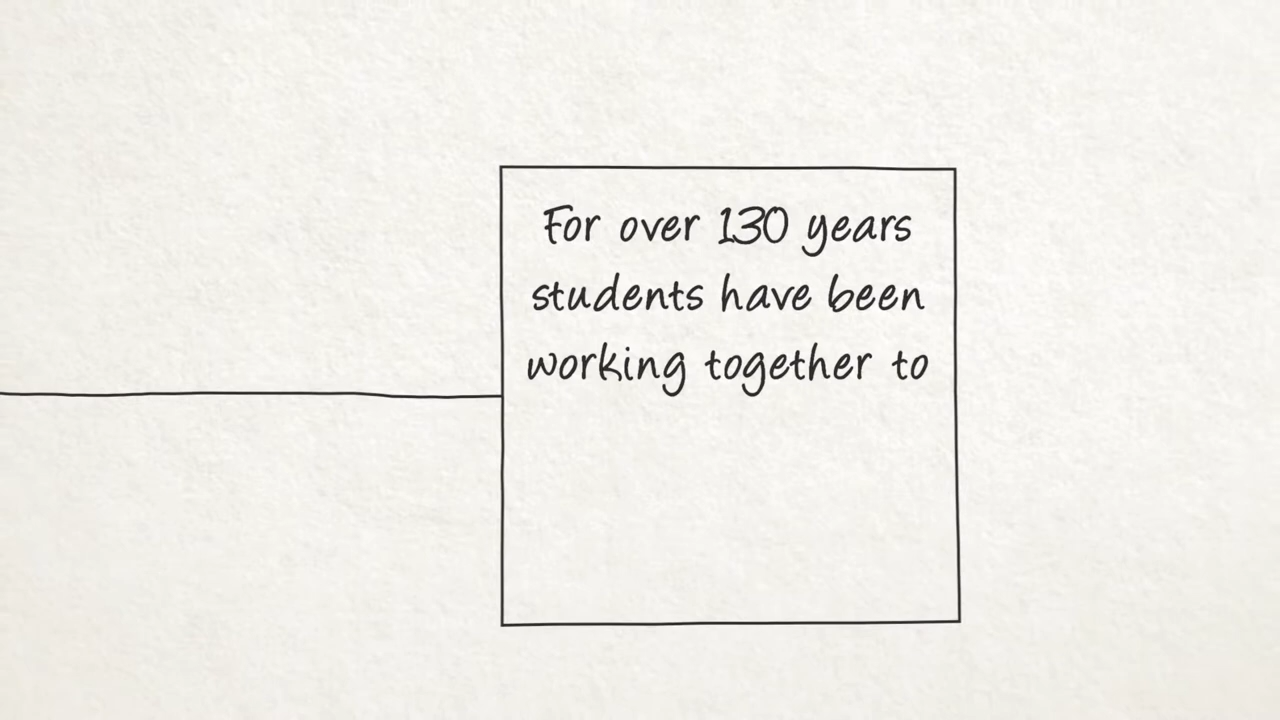 For over 130 years
students have been
working together to